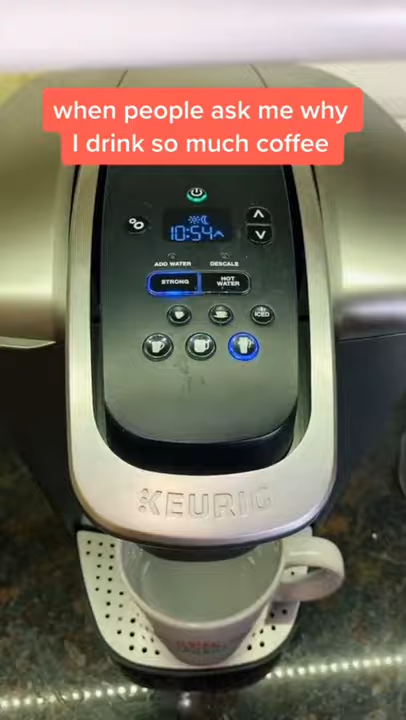 when people ask me why
I drink so much coffee
10:54
ADD WATER DESCALE
STRONG HOT WATER
ICED
KEURIG